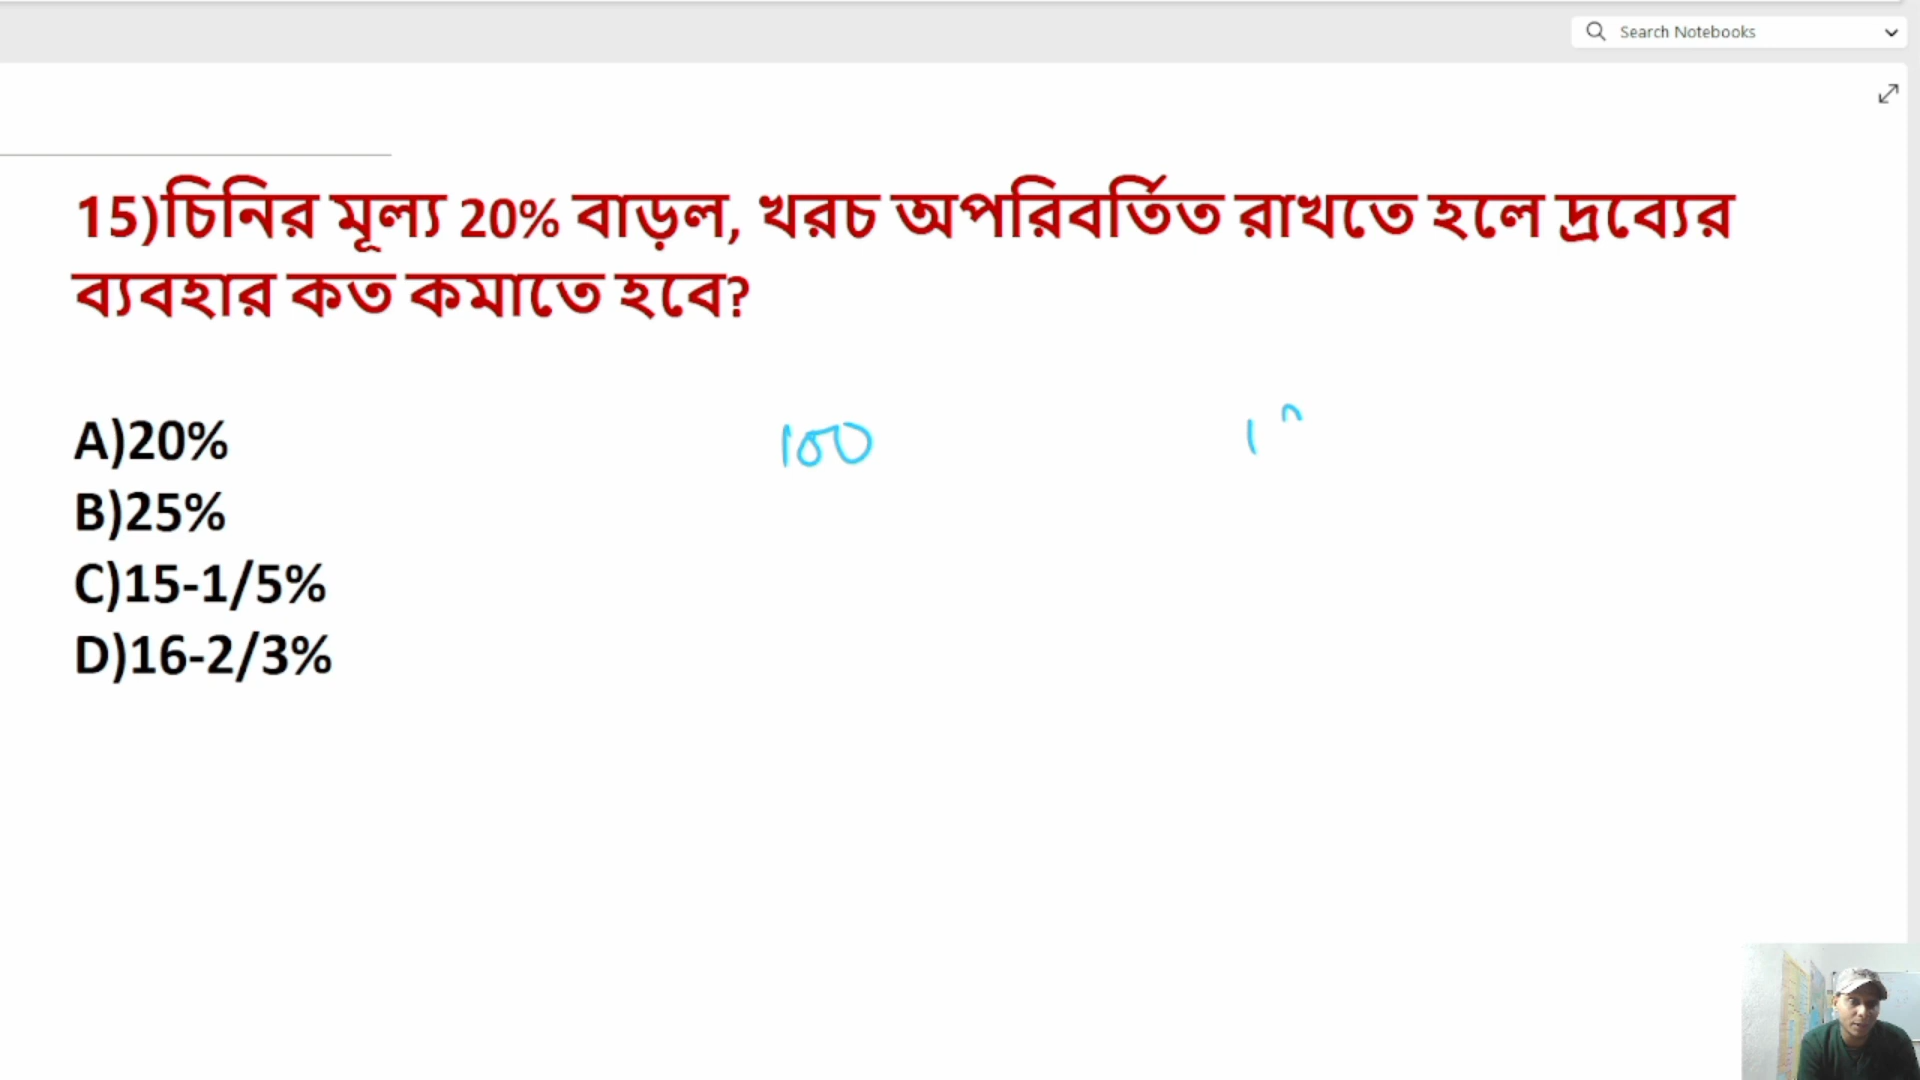 Search Notebooks
15)চিনির মূল্য 20% বাড়ল, খরচ অপরিবর্তিত রাখতে হলে দ্রব্যের
ব্যবহার কত কমাতে হবে?
A)20%
100
B)25%
C)15-1/5%
D)16-2/3%